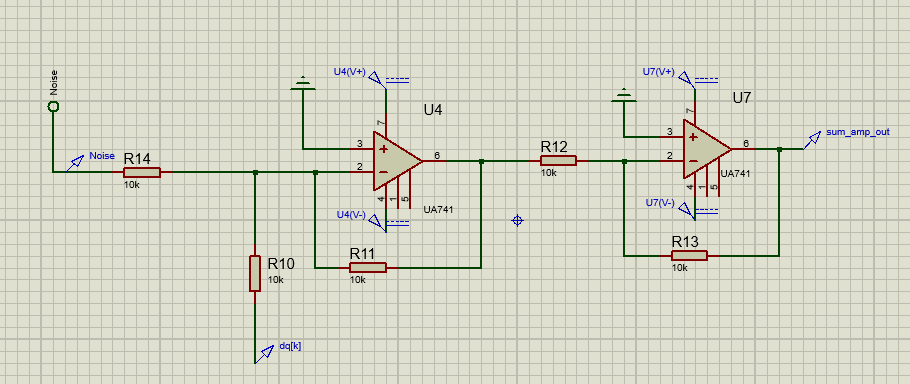 Noise
Noise
R14
10k
R10
10k
dq[k]
U4(V+)
U4
7
3
2
6
4
1
5
UA741
U4(V-)
R11
10k
R12
10k
U7(V+)
U7
7
3
2
6
4
1
5
UA741
U7(V-)
R13
10k
sum_amp_out